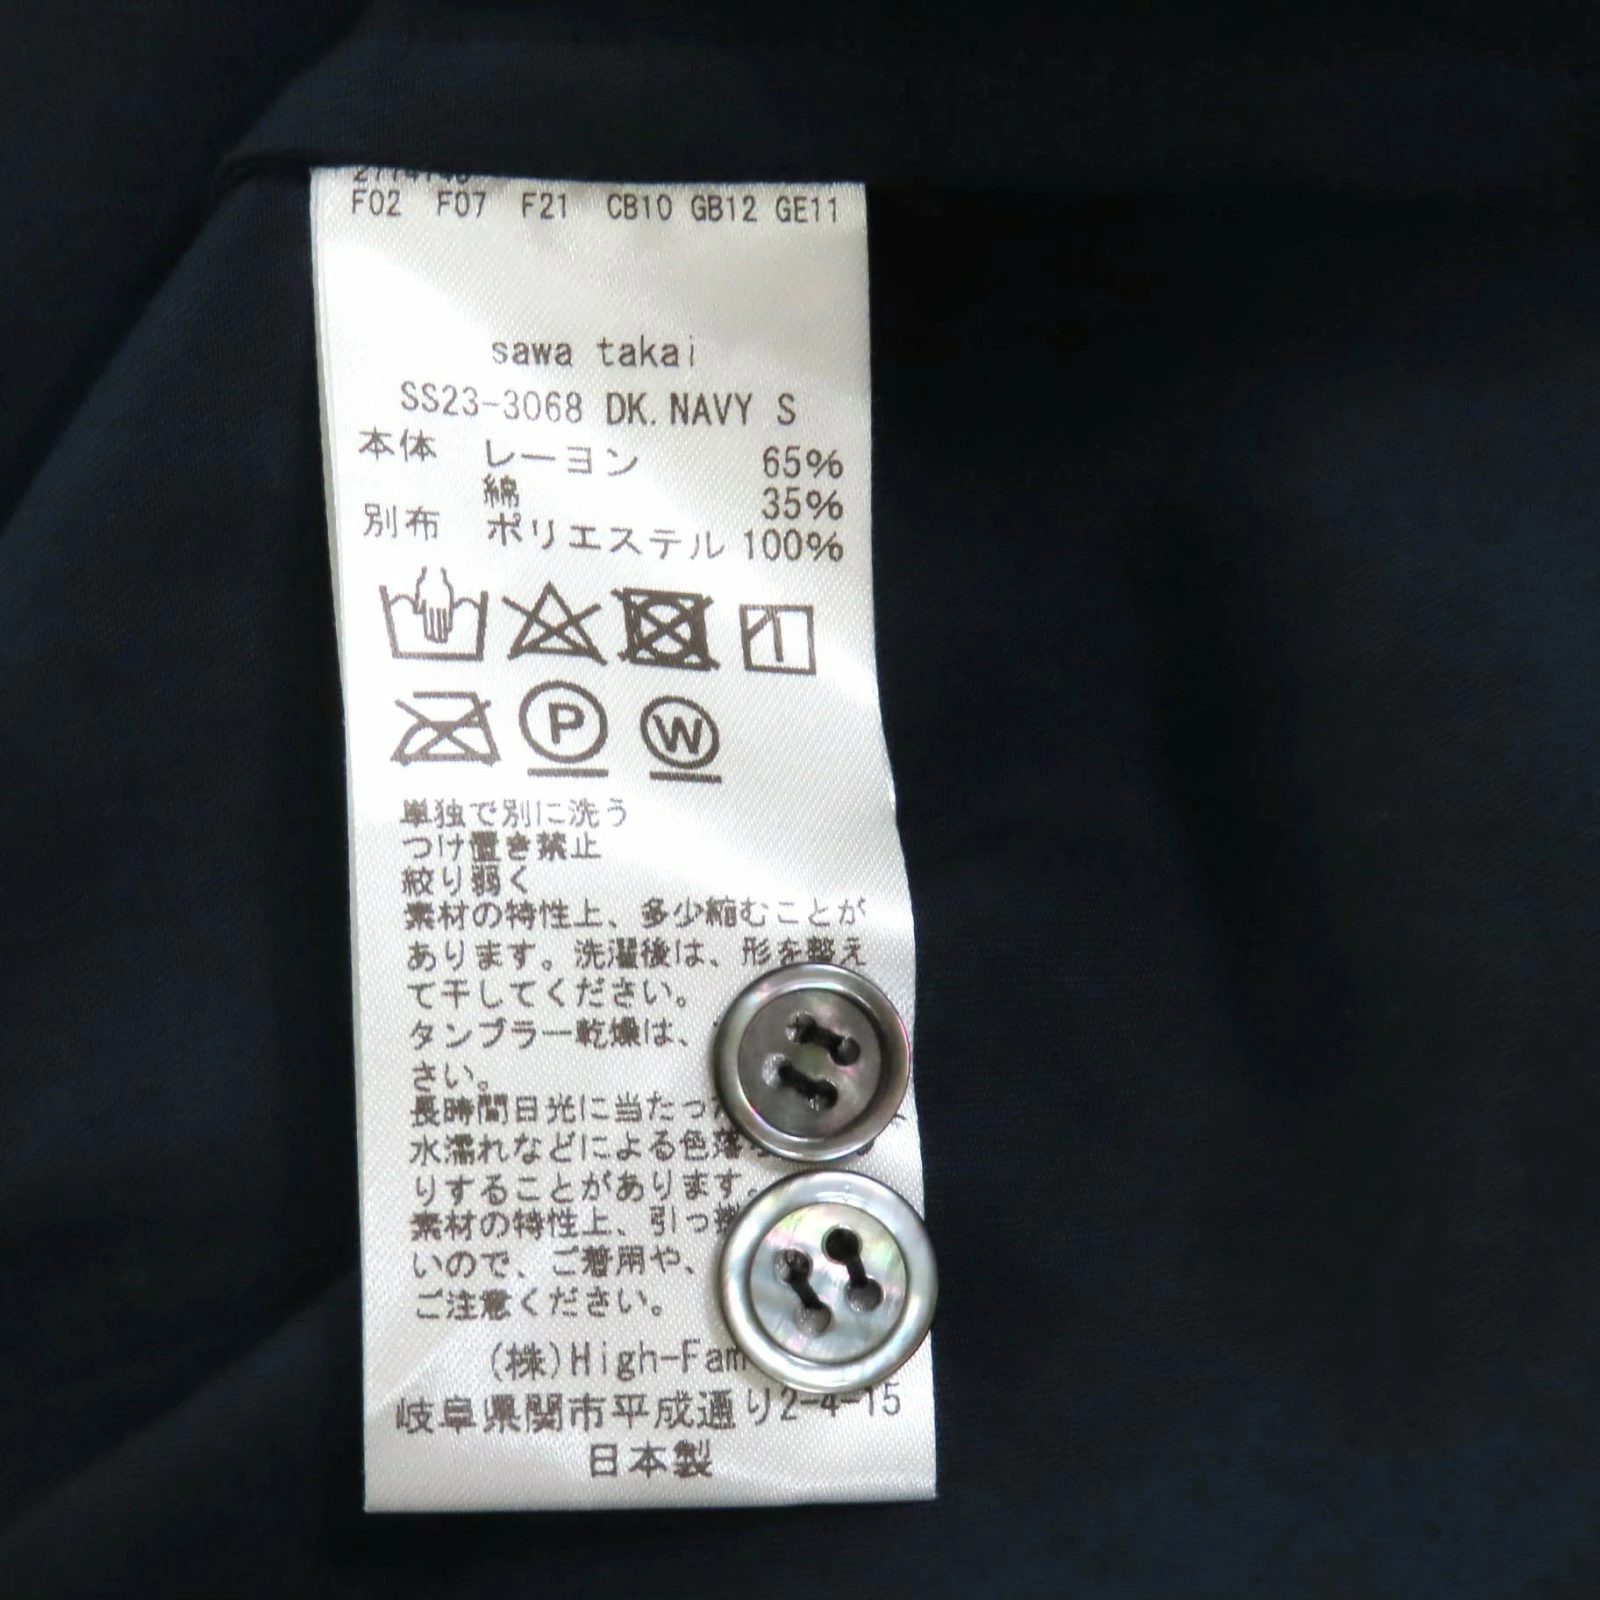 F02 F07 F21 CB10 GB12 GE11
sawa takai
SS23-3068 DK.NAVY S
本体 レーヨン 65%
綿 35%
別布 ポリエステル 100%
P W
単独で別に洗う
つけ置き禁止
絞り弱く
素材の特性上、多少縮むことが
あります。洗濯後は、形を整え
て干してください。
タンブラー乾燥は、
さい。
長時間日光に当たっ
水濡れなどによる色落
りすることがあります。
素材の特性上、引っ掛
いので、ご着用や、
ご注意ください。
(株)High-Fam
岐阜県関市平成通り2-4-15
日本製